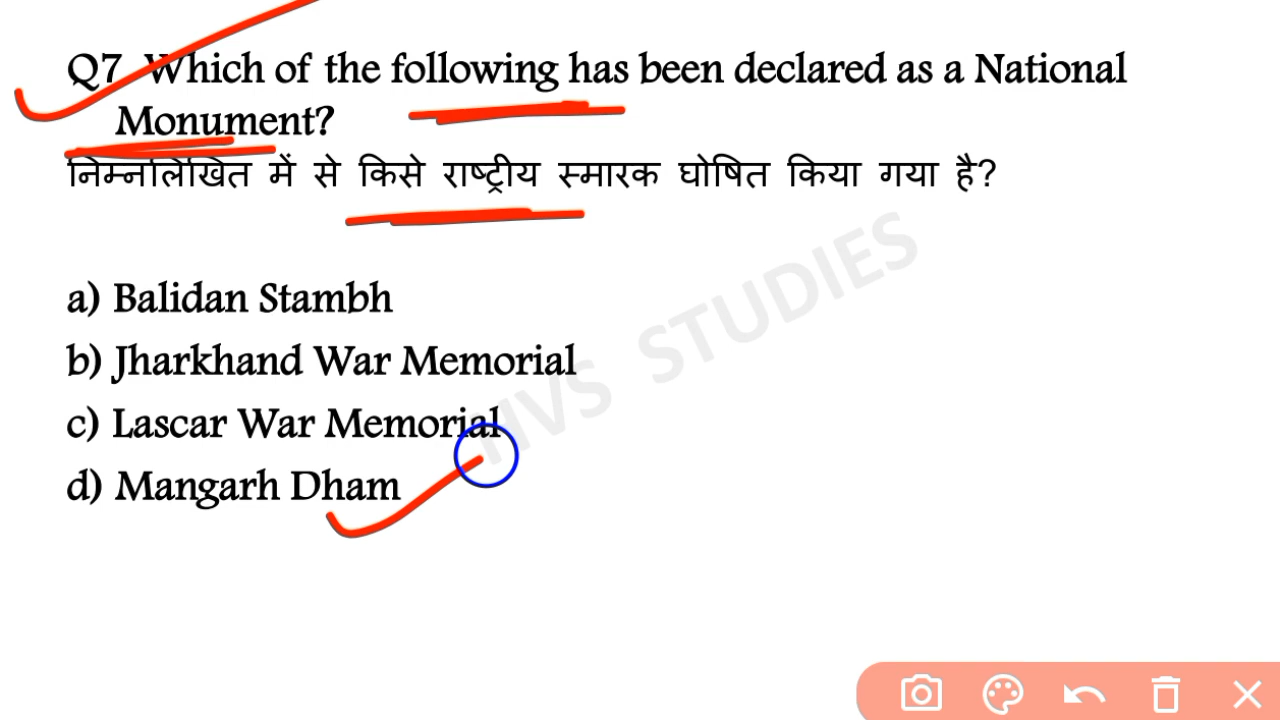 Q7 Which of the following has been declared as a National
Monument?
निम्नलिखित में से किसे राष्ट्रीय स्मारक घोषित किया गया है?
a) Balidan Stambh
b) Jharkhand War Memorial
c) Lascar War Memorial
d) Mangarh Dham
STUDIES